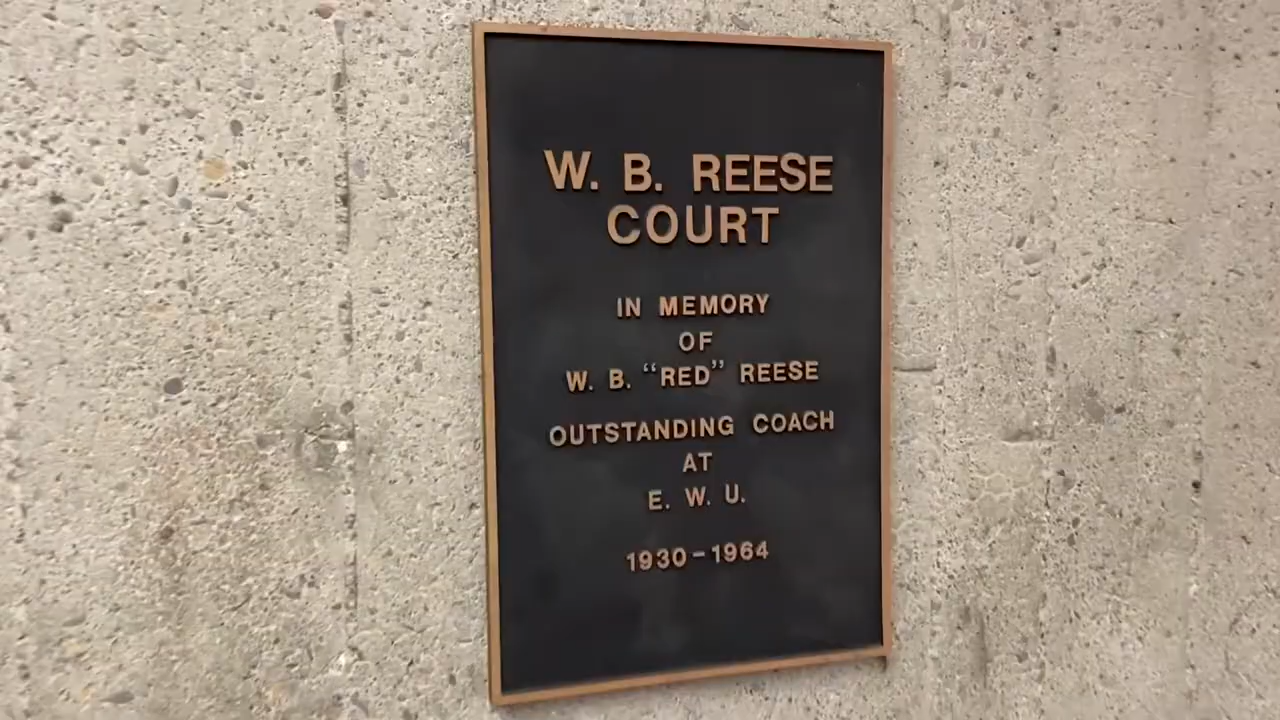 W. B. REESE
COURT
IN MEMORY
OF
W. B. “RED” REESE
OUTSTANDING COACH
AT
E. W. U.
1930-1964